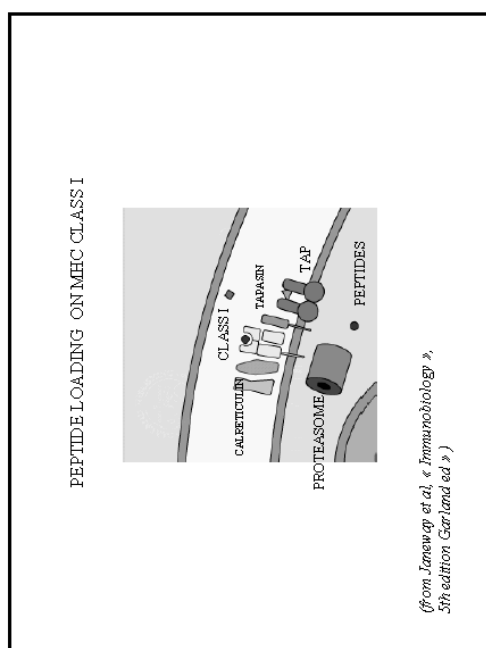 PEPTIDE LOADING ON MHC CLASS I
CALRETICULIN
CLASS I
TAPASIN
TAP
PROTEASOME
PEPTIDES
(from Janeway et al, « Immunobiology »,
5th edition Garland ed » )